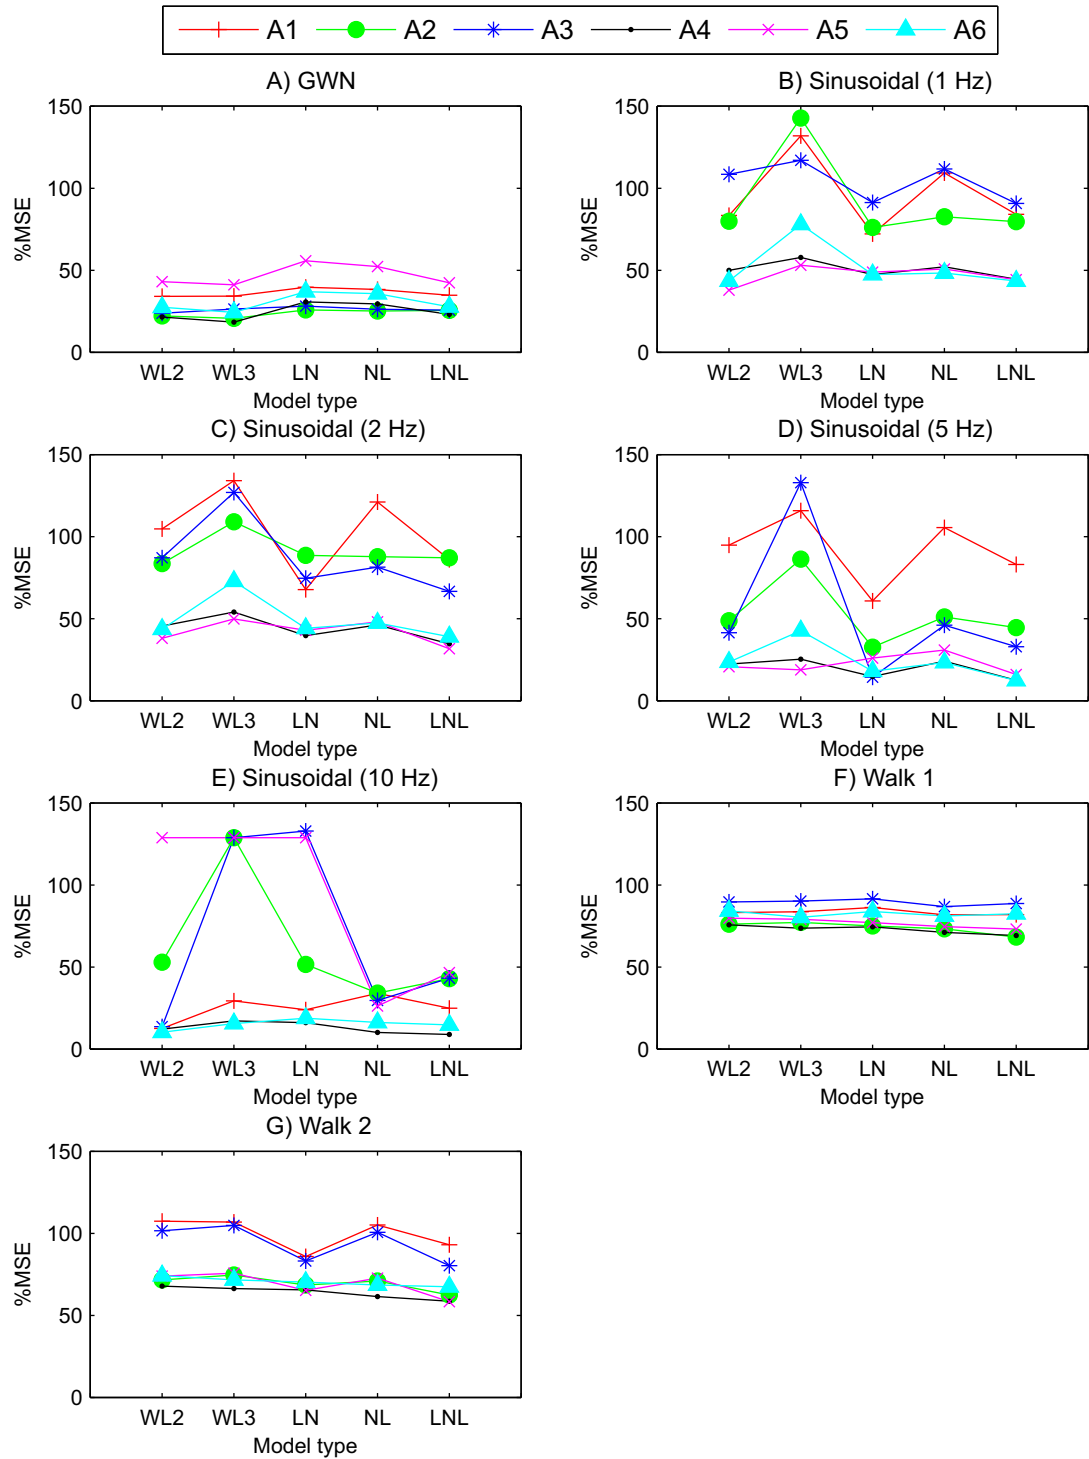 A1 A2 A3 A4 A5 A6
A) GWN
150
100
50
0
%MSE
WL2 WL3 LN NL LNL
Model type
B) Sinusoidal (1 Hz)
150
100
50
0
%MSE
WL2 WL3 LN NL LNL
Model type
C) Sinusoidal (2 Hz)
150
100
50
0
%MSE
WL2 WL3 LN NL LNL
Model type
D) Sinusoidal (5 Hz)
150
100
50
0
%MSE
WL2 WL3 LN NL LNL
Model type
E) Sinusoidal (10 Hz)
150
100
50
0
%MSE
WL2 WL3 LN NL LNL
Model type
F) Walk 1
150
100
50
0
%MSE
WL2 WL3 LN NL LNL
Model type
G) Walk 2
150
100
50
0
%MSE
WL2 WL3 LN NL LNL
Model type